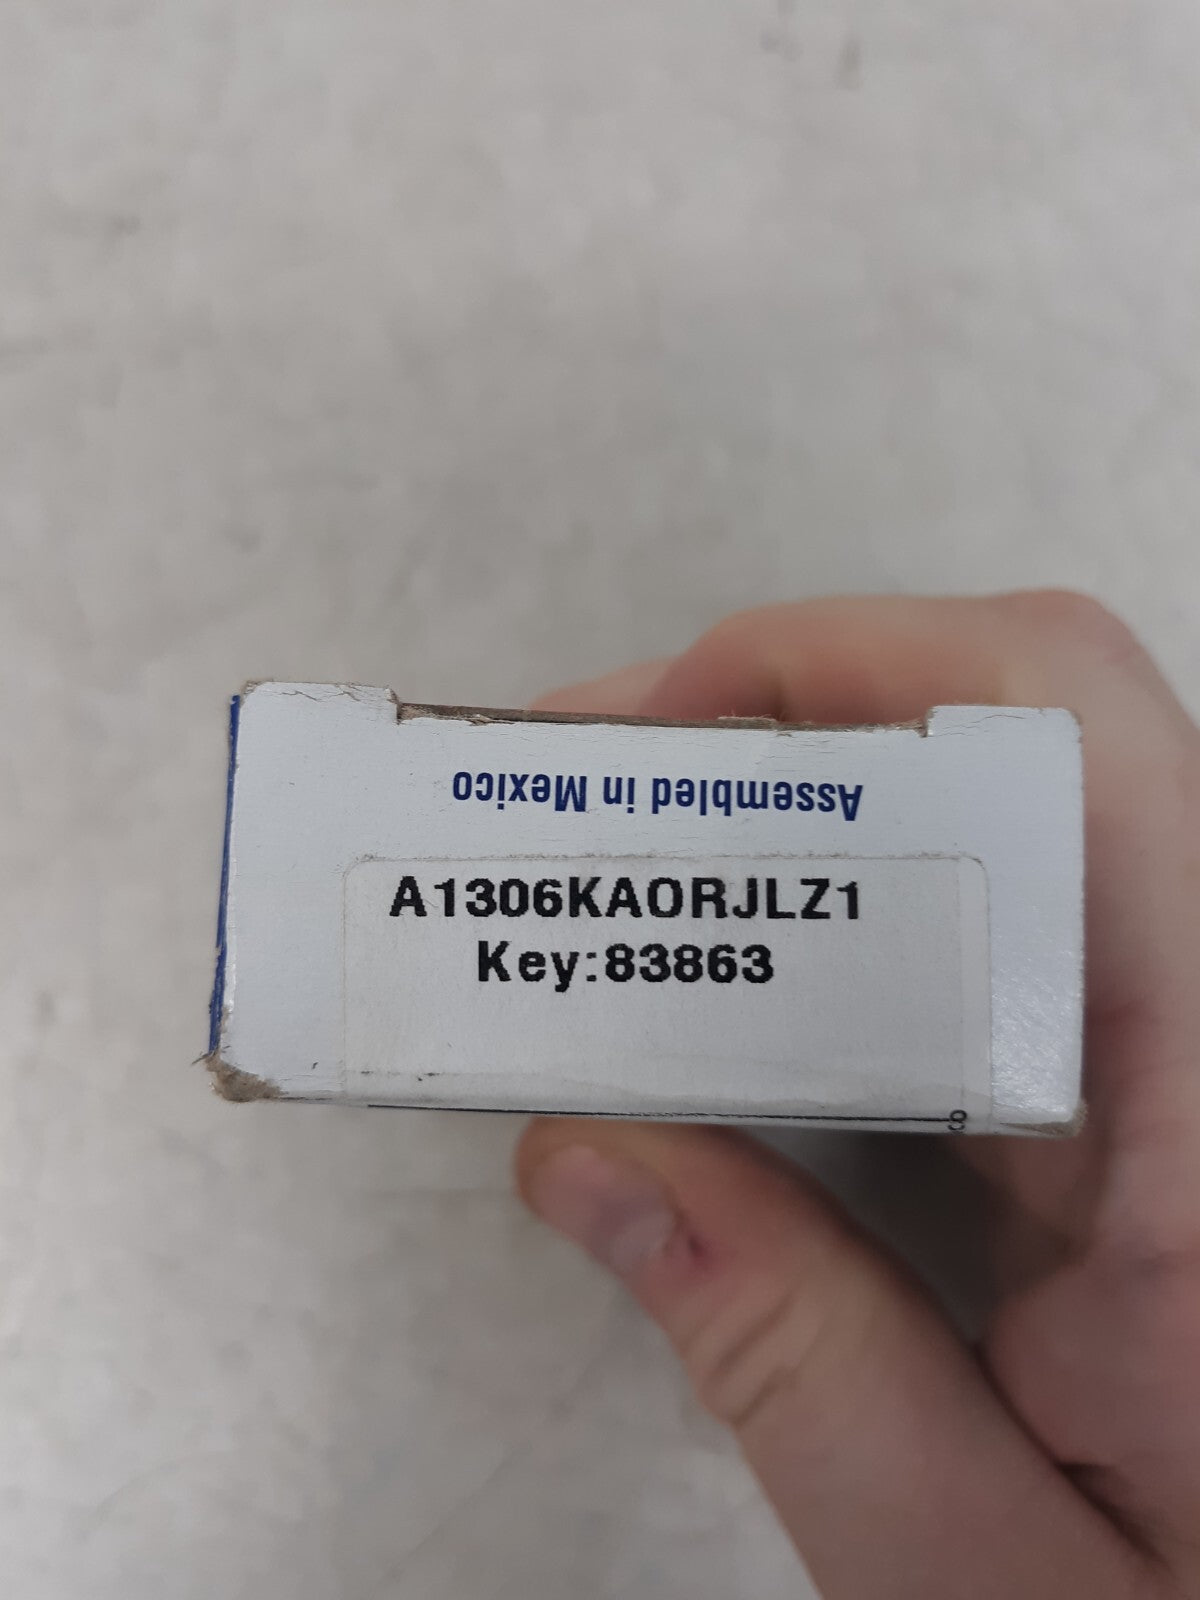 Assembled in Mexico
A1306KAORJLZ1
Key:83863